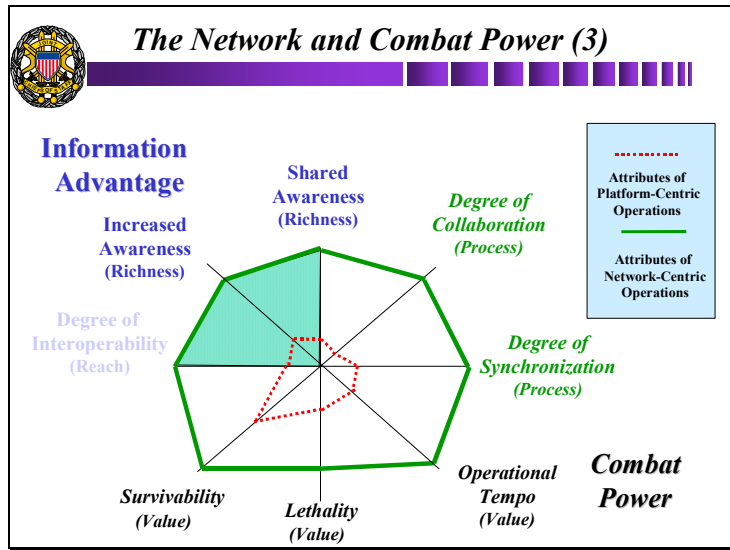 The Network and Combat Power (3)
Information
Advantage
Shared
Awareness
(Richness)
Increased
Awareness
(Richness)
Degree of
Interoperability
(Reach)
Degree of
Collaboration
(Process)
Degree of
Synchronization
(Process)
Survivability
(Value)
Lethality
(Value)
Operational
Tempo
(Value)
Combat
Power
Attributes of
Platform-Centric
Operations
Attributes of
Network-Centric
Operations